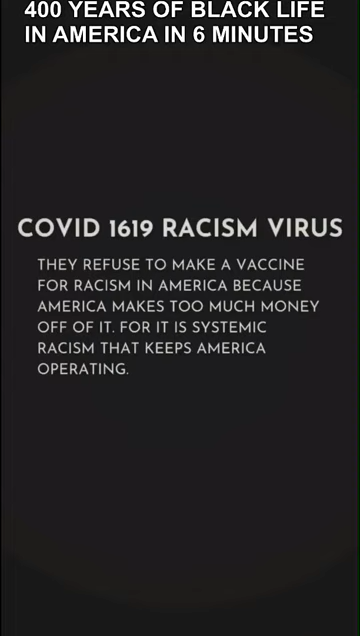 400 YEARS OF BLACK LIFE
IN AMERICA IN 6 MINUTES
COVID 1619 RACISM VIRUS
THEY REFUSE TO MAKE A VACCINE
FOR RACISM IN AMERICA BECAUSE
AMERICA MAKES TOO MUCH MONEY
OFF OF IT. FOR IT IS SYSTEMIC
RACISM THAT KEEPS AMERICA
OPERATING.